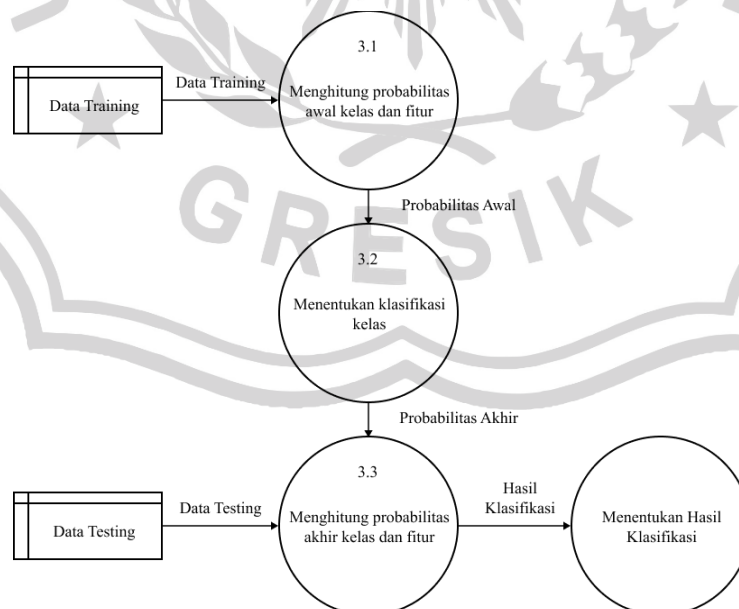 3.1
Data Training
Data Training
Menghitung probabilitas
awal kelas dan fitur
GRESIK
Probabilitas Awal
3.2
Menentukan klasifikasi
kelas
Probabilitas Akhir
3.3
Data Testing
Data Testing
Menghitung probabilitas
akhir kelas dan fitur
Hasil
Klasifikasi
Menentukan Hasil
Klasifikasi